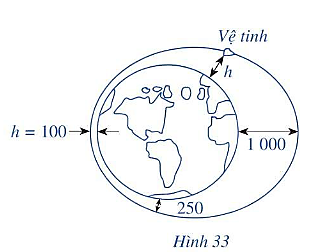 Vệ tinh
h
h = 100
1 000
250
Hình 33